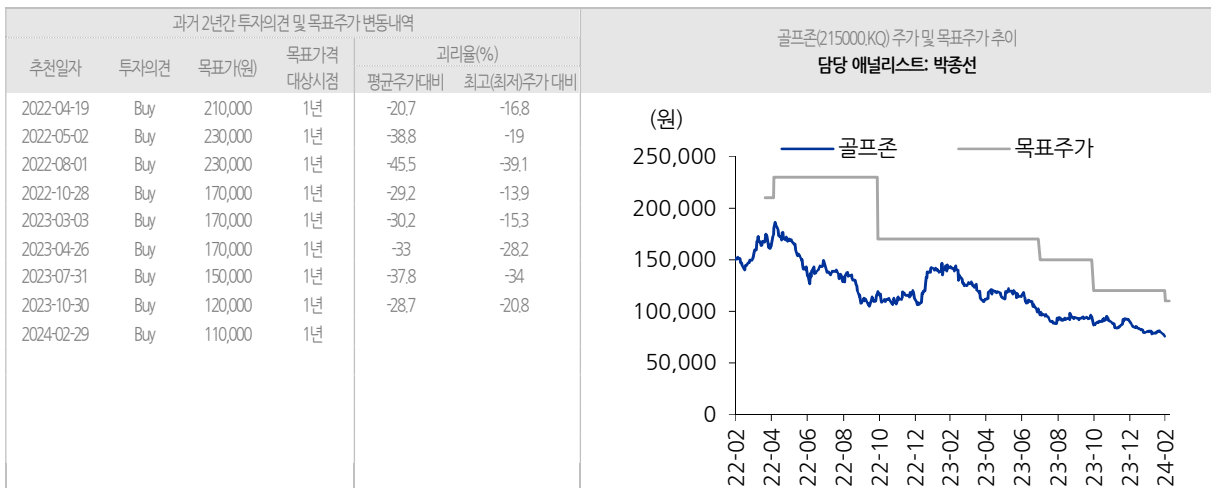 과거 2년간 투자의견 및 목표주가 변동내역
추천일자 투자의견 목표가(원) 목표가격 대상시점 괴리율(%)
평균주가대비 최고(최저)주가 대비
2022-04-19 Buy 210,000 1년 -20.7 -16.8
2022-05-02 Buy 230,000 1년 -38.8 -19
2022-08-01 Buy 230,000 1년 -45.5 -39.1
2022-10-28 Buy 170,000 1년 -29.2 -13.9
2023-03-03 Buy 170,000 1년 -30.2 -15.3
2023-04-26 Buy 170,000 1년 -33 -28.2
2023-07-31 Buy 150,000 1년 -37.8 -34
2023-10-30 Buy 120,000 1년 -28.7 -20.8
2024-02-29 Buy 110,000 1년
골프존(215000.KQ) 주가 및 목표주가 추이
담당 애널리스트: 박종선
(원)
골프존 목표주가
250,000
200,000
150,000
100,000
50,000
0
22-02
22-04
22-06
22-08
22-10
22-12
23-02
23-04
23-06
23-08
23-10
23-12
24-02